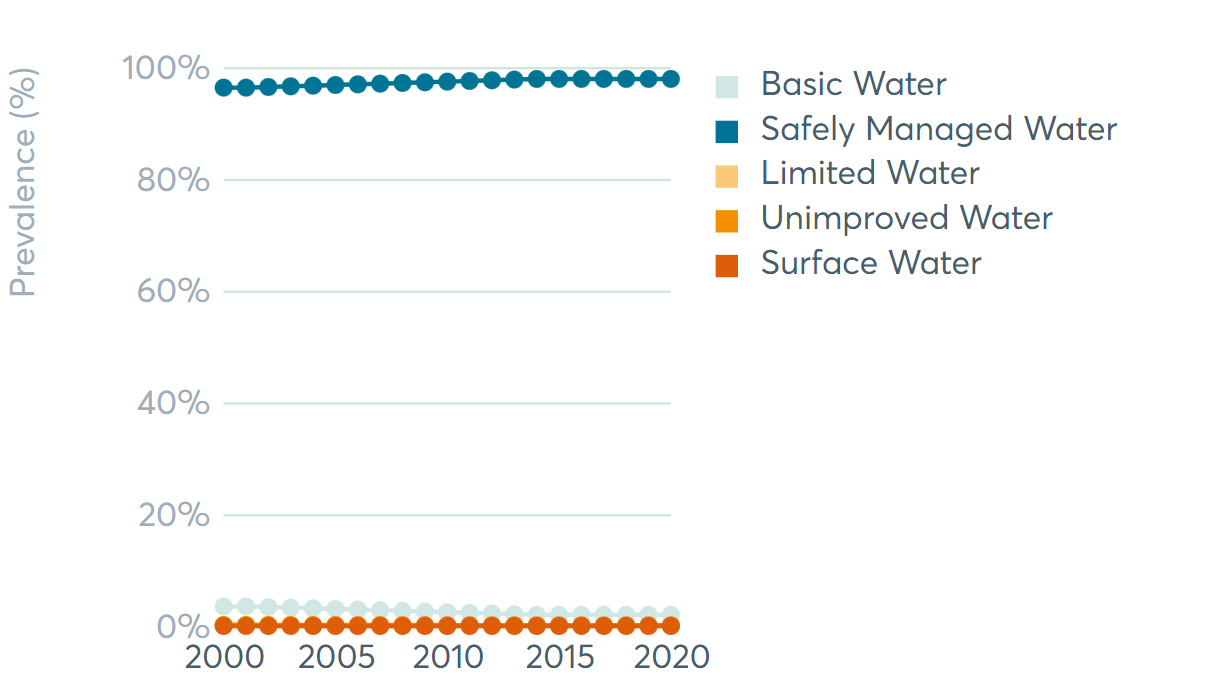 Prevalence (%)
100%
80%
60%
40%
20%
0%
2000 2005 2010 2015 2020
Basic Water
Safely Managed Water
Limited Water
Unimproved Water
Surface Water